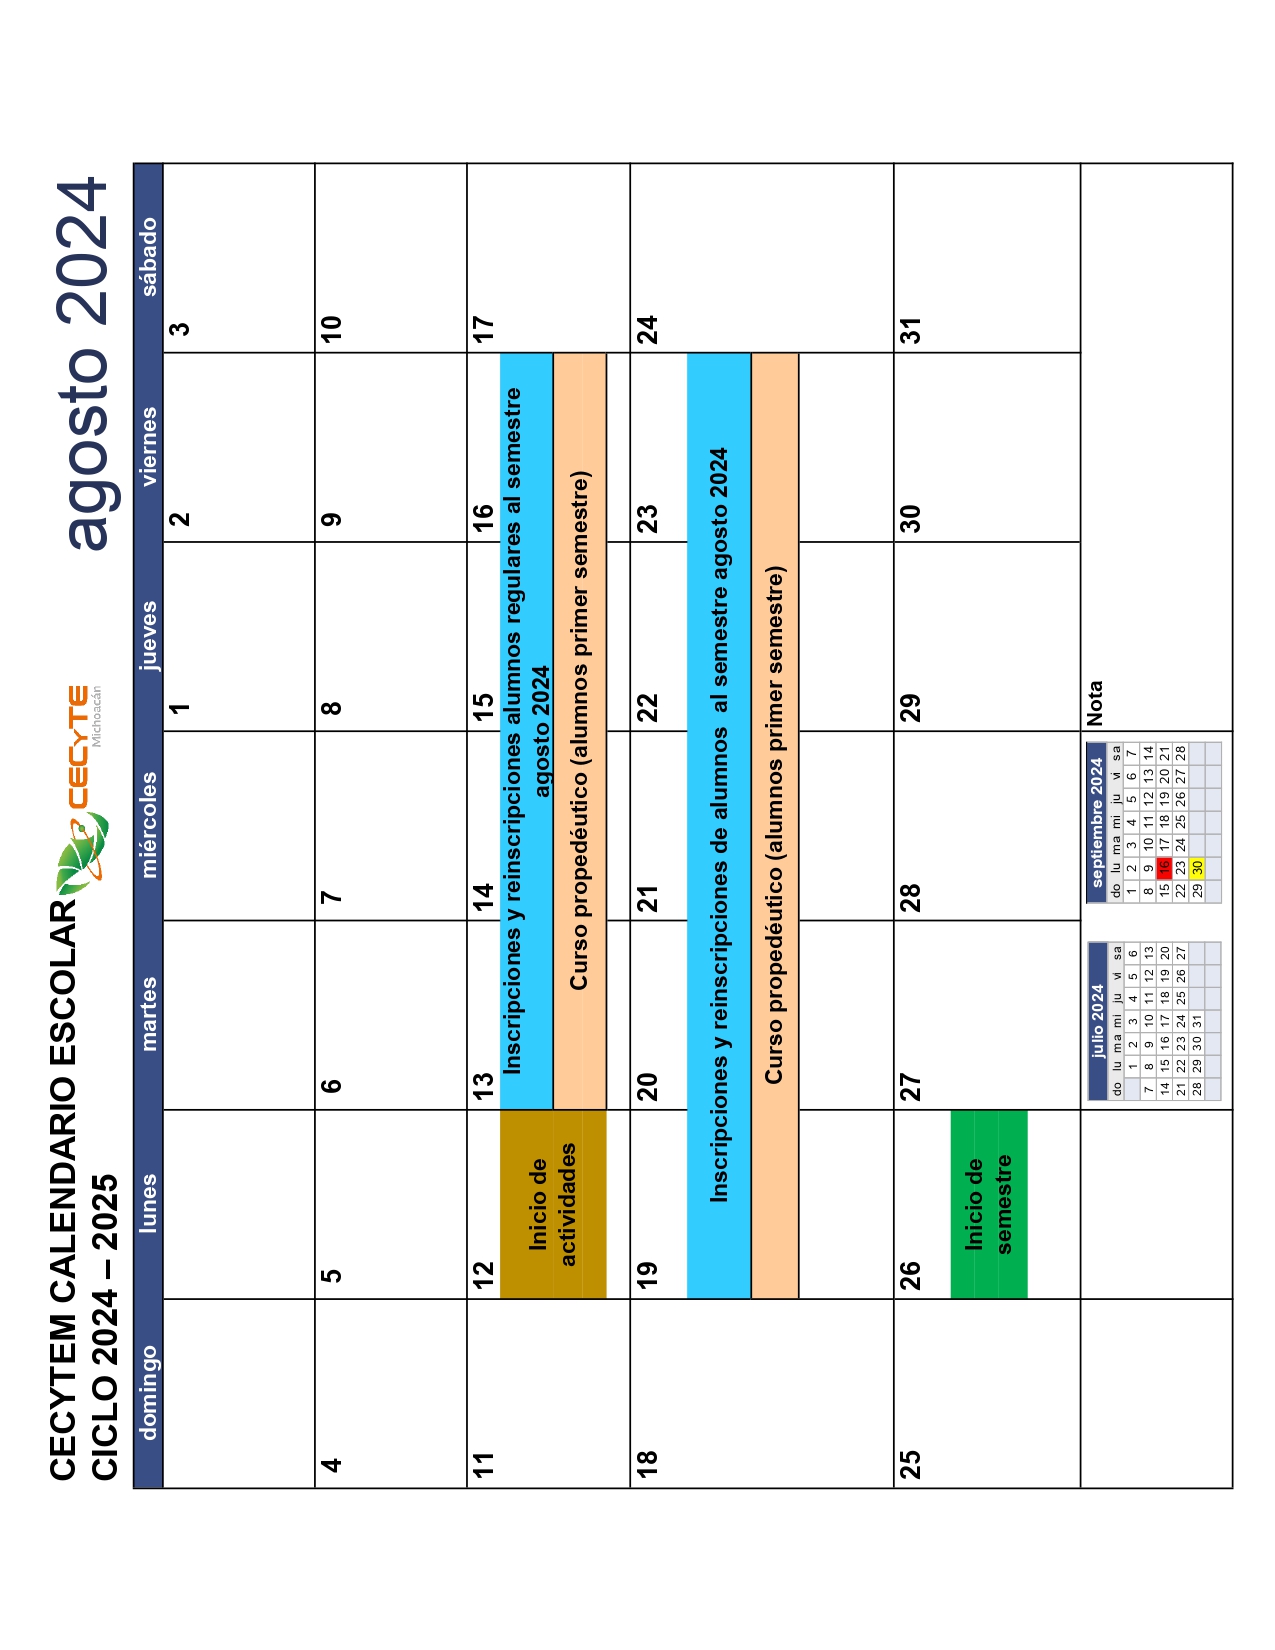 CECYTEM CALENDARIO ESCOLAR
CICLO 2024 – 2025
CECyTE
Michoacán
agosto 2024
domingo lunes martes miércoles jueves viernes sábado
1 2 3
4 5 6 7 8 9 10
11 12 13 14 15 16 17
Inicio de
actividades
Inscripciones y reinscripciones alumnos regulares al semestre
agosto 2024
Curso propedéutico (alumnos primer semestre)
18 19 20 21 22 23 24
Inscripciones y reinscripciones de alumnos  al semestre agosto 2024
Curso propedéutico (alumnos primer semestre)
25 26 27 28 29 30 31
Inicio de
semestre
julio 2024
do lu ma mi ju vi sa
1 2 3 4 5 6
7 8 9 10 11 12 13
14 15 16 17 18 19 20
21 22 23 24 25 26 27
28 29 30 31
septiembre 2024
do lu ma mi ju vi sa
1 2 3 4 5 6 7
8 9 10 11 12 13 14
15 16 17 18 19 20 21
22 23 24 25 26 27 28
29 30
Nota